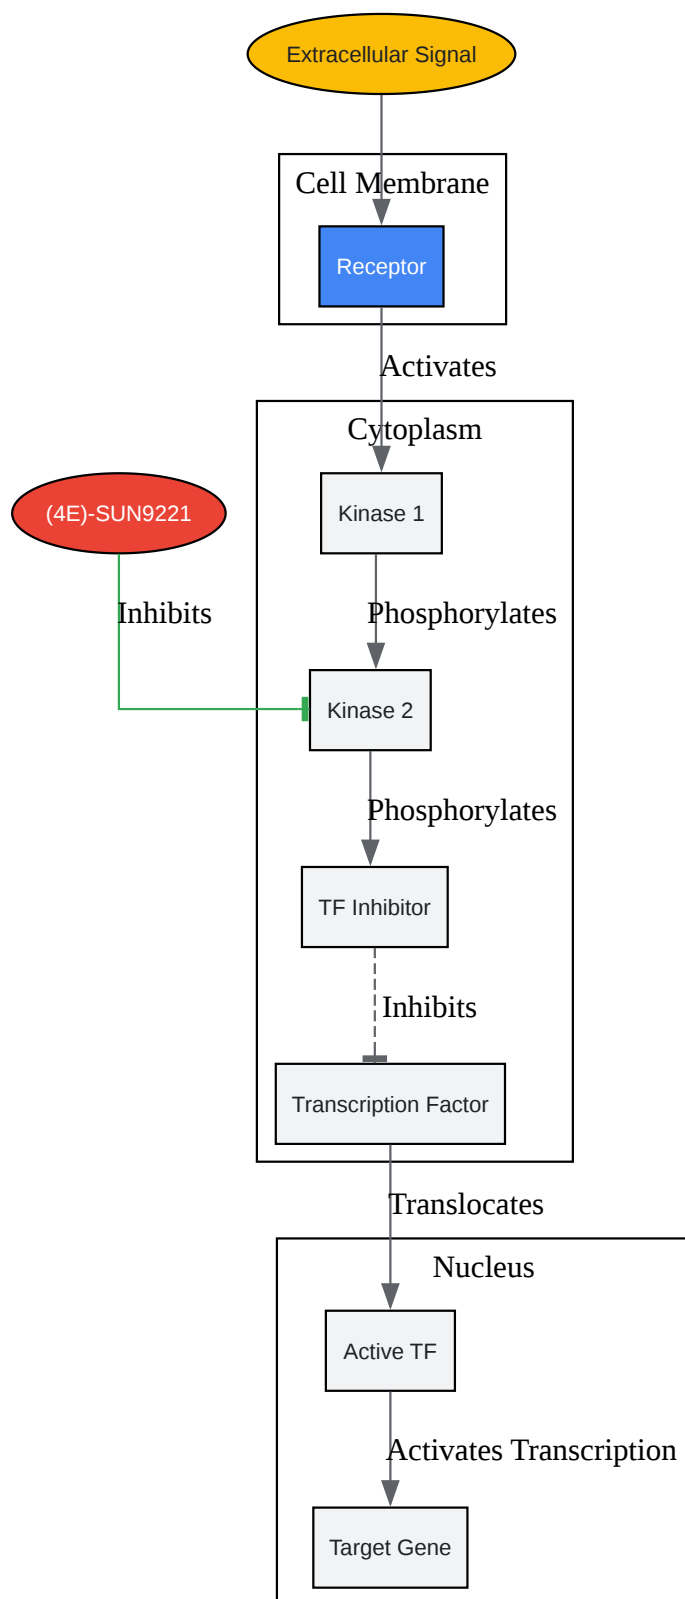 Extracellular Signal
Cell Membrane
Receptor
Activates
Cytoplasm
(4E)-SUN9221
Kinase 1
Inhibits
Phosphorylates
Kinase 2
Phosphorylates
TF Inhibitor
Inhibits
Transcription Factor
Translocates
Nucleus
Active TF
Activates Transcription
Target Gene